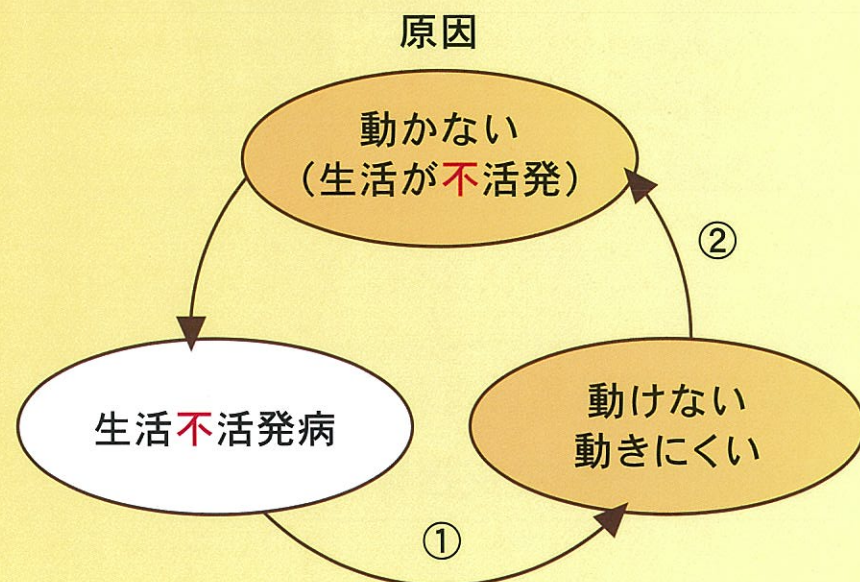 原因
動かない
(生活が不活発)
②
生活不活発病
動けない
動きにくい
①